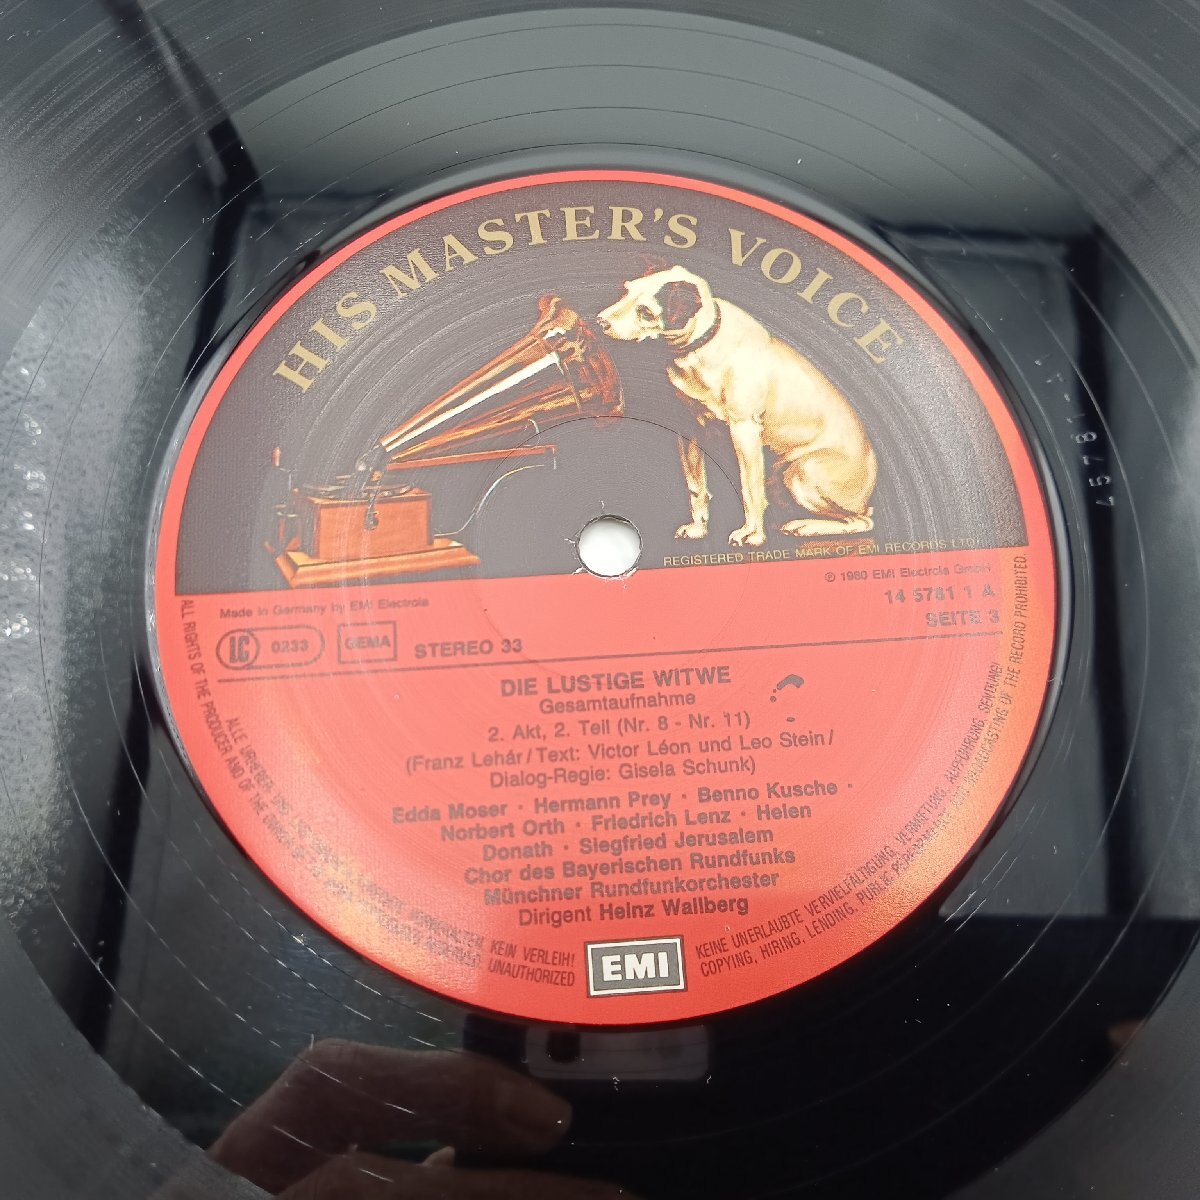 HIS MASTER'S VOICE
REGISTERED TRADE MARK OF EMI RECORDS LTD.
Made in Germany by EMI Electrola
℗ 1980 EMI Electrola GmbH
14 5781 1 A
SEITE 3
LC 0233
GEMA
STEREO 33
DIE LUSTIGE WITWE
Gesamtaufnahme
2. Akt, 2. Teil (Nr. 8 - Nr. 11)
(Franz Lehár/Text: Victor Léon und Leo Stein/
Dialog-Regie: Gisela Schunk)
Edda Moser · Hermann Prey · Benno Kusche ·
Norbert Orth · Friedrich Lenz · Helen
Donath · Siegfried Jerusalem
Chor des Bayerischen Rundfunks
Münchner Rundfunkorchester
Dirigent Heinz Wallberg
EMI
ALLE URHEBER UND KEIN VERLEIH! KEINE UNERLAUBTE VERVIELFÄLTIGUNG, VERMIETUNG, AUFFÜHRUNG, SENDUNG!
ALL RIGHTS OF THE PRODUCER AND OF THE OWNER OF UNAUTHORIZED COPYING, HIRING, LENDING, PUBLIC PERFORMANCE AND BROADCASTING OF THE RECORD PROHIBITED
45781